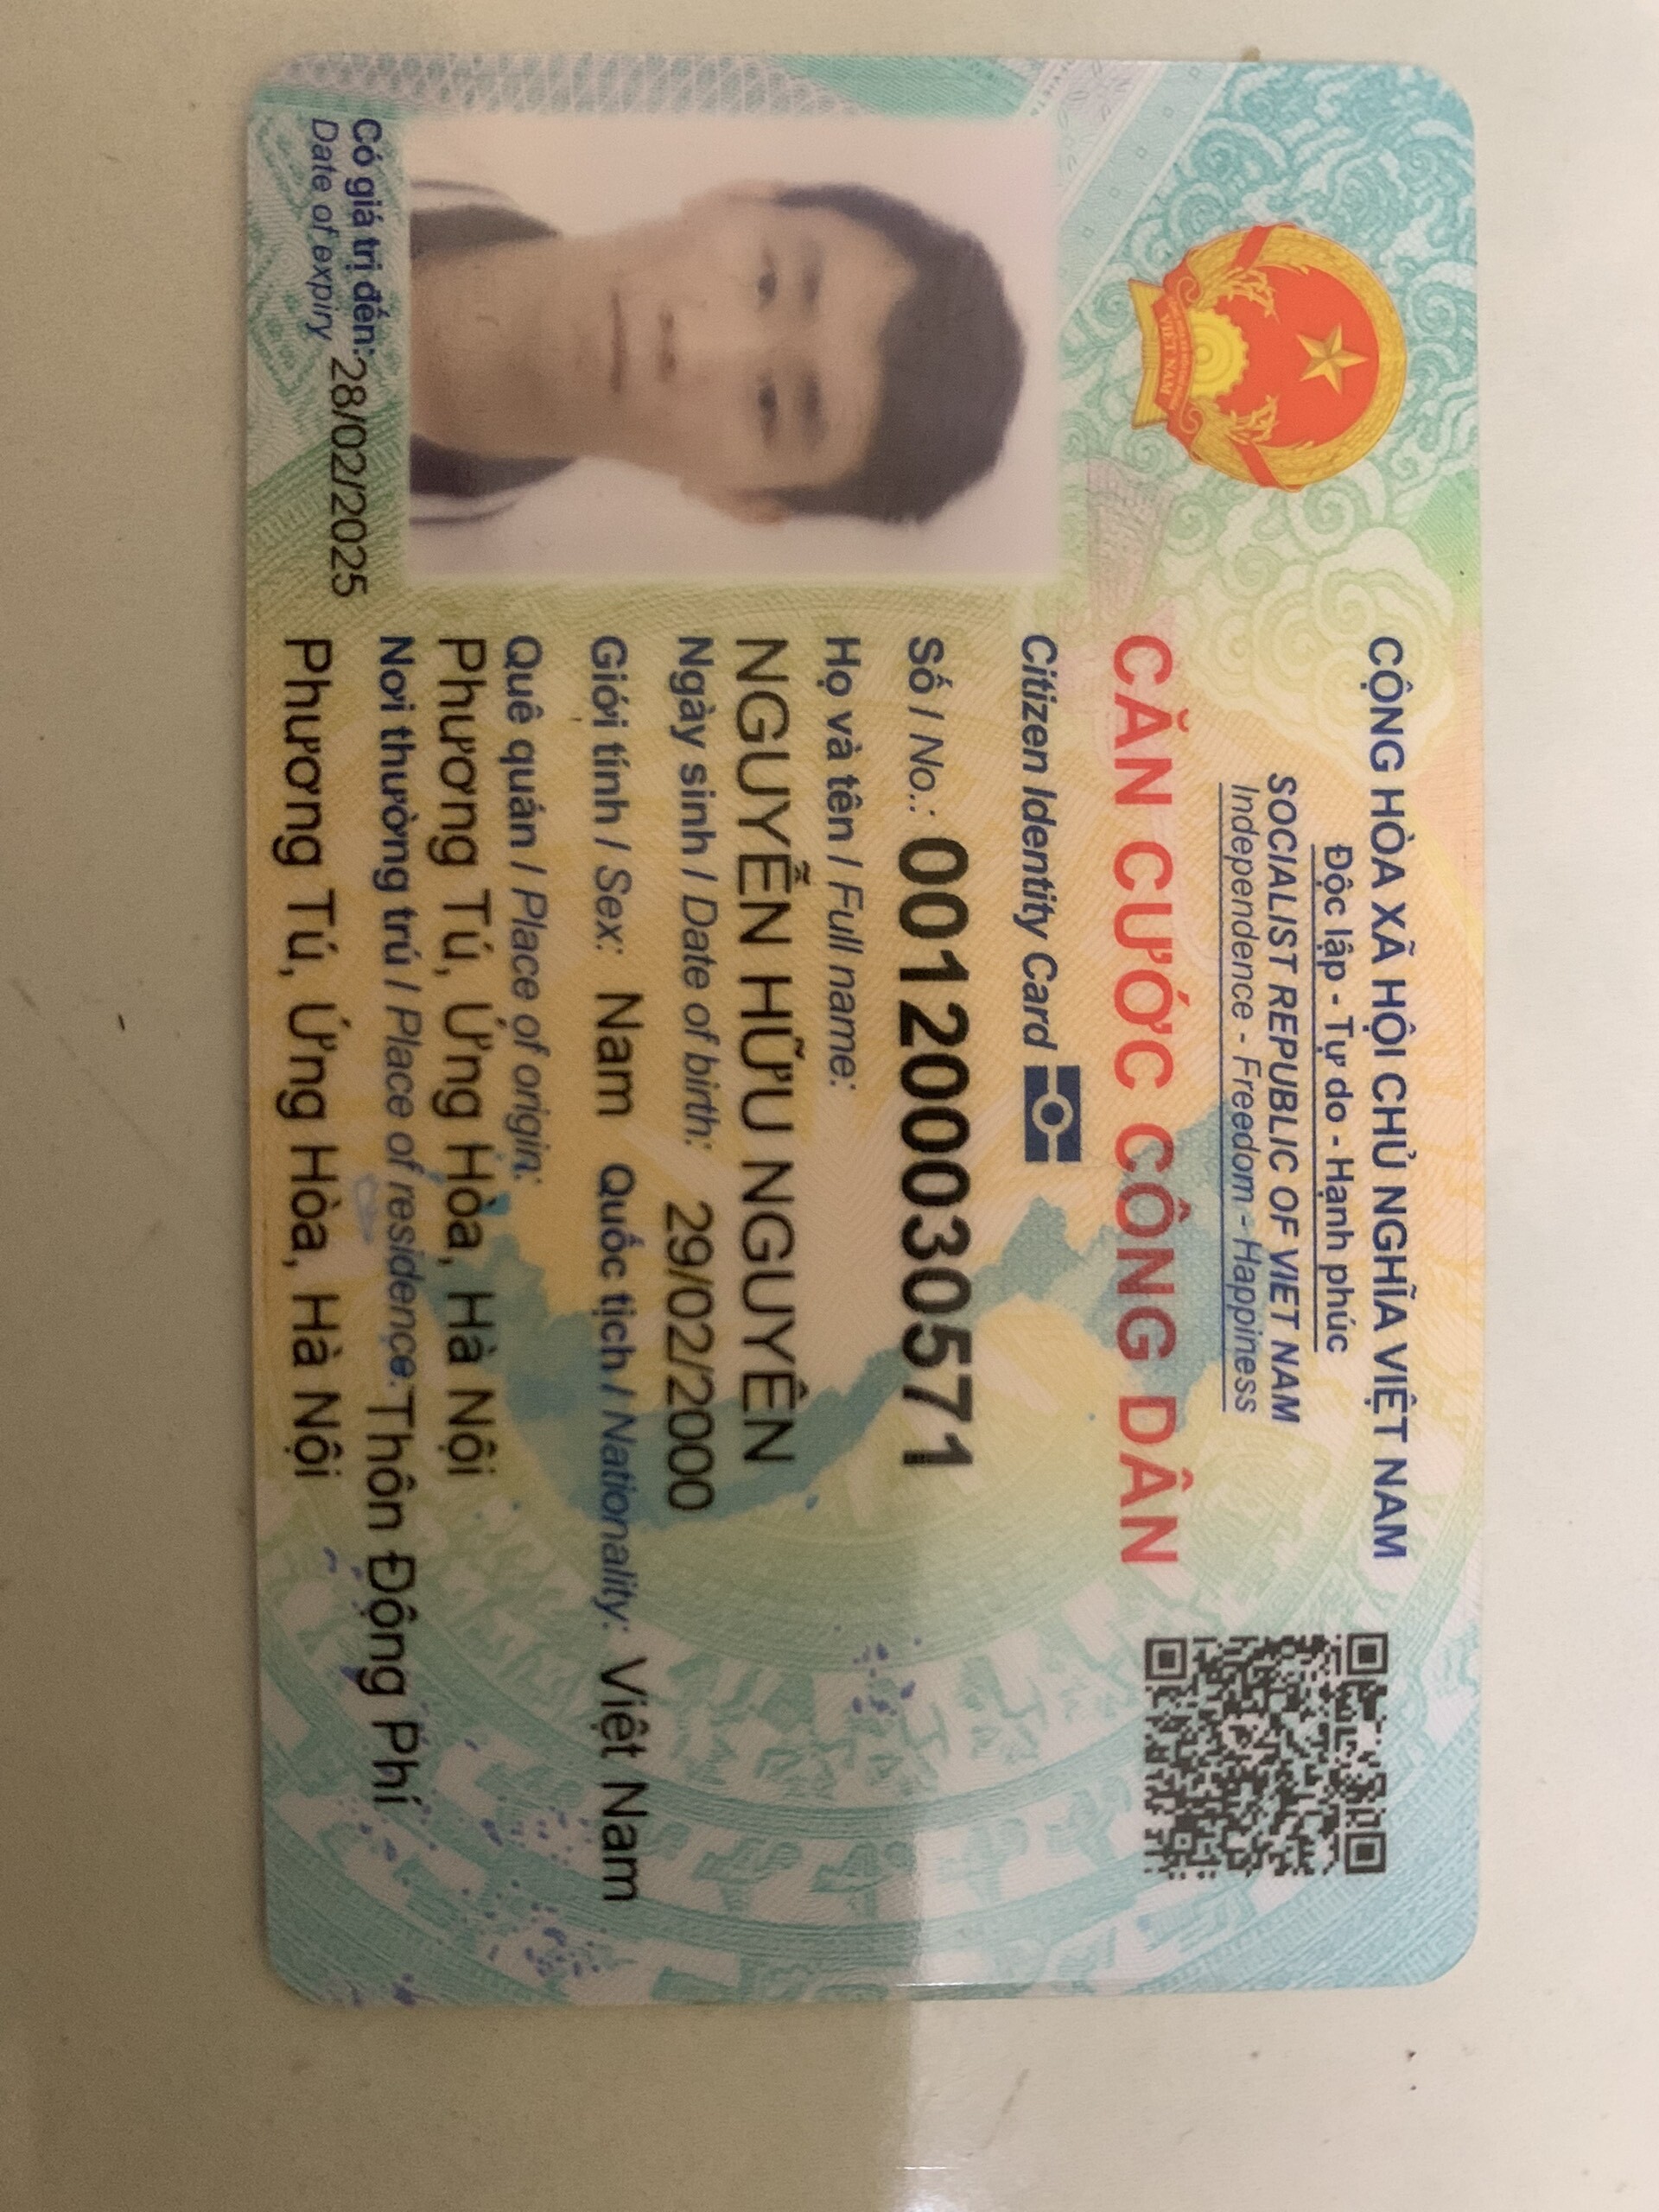 CỘNG HÒA XÃ HỘI CHỦ NGHĨA VIỆT NAM
Độc lập - Tự do - Hạnh phúc
SOCIALIST REPUBLIC OF VIET NAM
Independence - Freedom - Happiness
CĂN CƯỚC CÔNG DÂN
Citizen Identity Card
Số / No.: 001200030571
Họ và tên / Full name:
NGUYỄN HỮU NGUYÊN
Ngày sinh / Date of birth: 29/02/2000
Giới tính / Sex: Nam Quốc tịch / Nationality: Việt Nam
Quê quán / Place of origin:
Phương Tú, Ứng Hòa, Hà Nội
Nơi thường trú / Place of residence: Thôn Động Phí
Phương Tú, Ứng Hòa, Hà Nội
Có giá trị đến: 28/02/2025
Date of expiry
VIỆT NAM